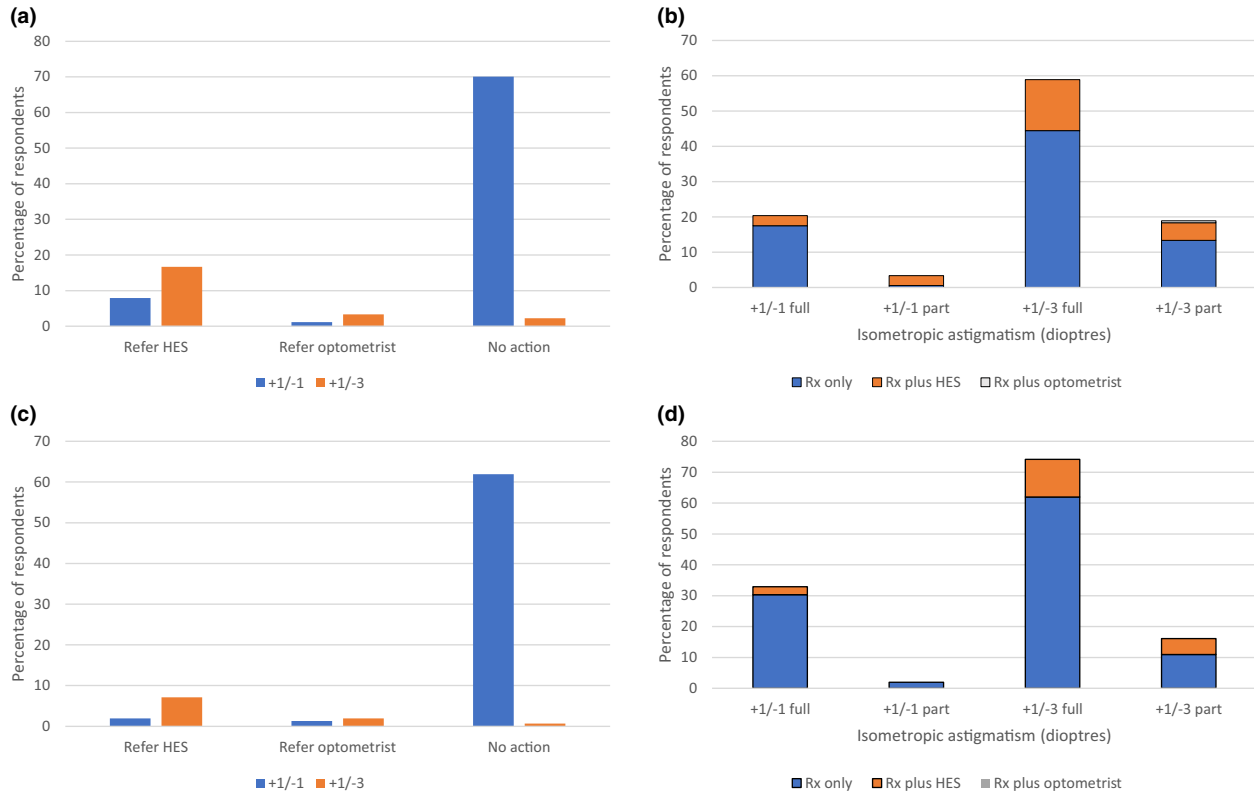 (a)
80
70
60
50
40
30
20
10
0
Percentage of respondents
Refer HES Refer optometrist No action
+1/-1 +1/-3
(b)
70
60
50
40
30
20
10
0
Percentage of respondents
+1/-1 full +1/-1 part +1/-3 full +1/-3 part
Isometropic astigmatism (dioptres)
Rx only Rx plus HES Rx plus optometrist
(c)
70
60
50
40
30
20
10
0
Percentage of respondents
Refer HES Refer optometrist No action
+1/-1 +1/-3
(d)
80
70
60
50
40
30
20
10
0
Percentage of respondents
+1/-1 full +1/-1 part +1/-3 full +1/-3 part
Isometropic astigmatism (dioptres)
Rx only Rx plus HES Rx plus optometrist